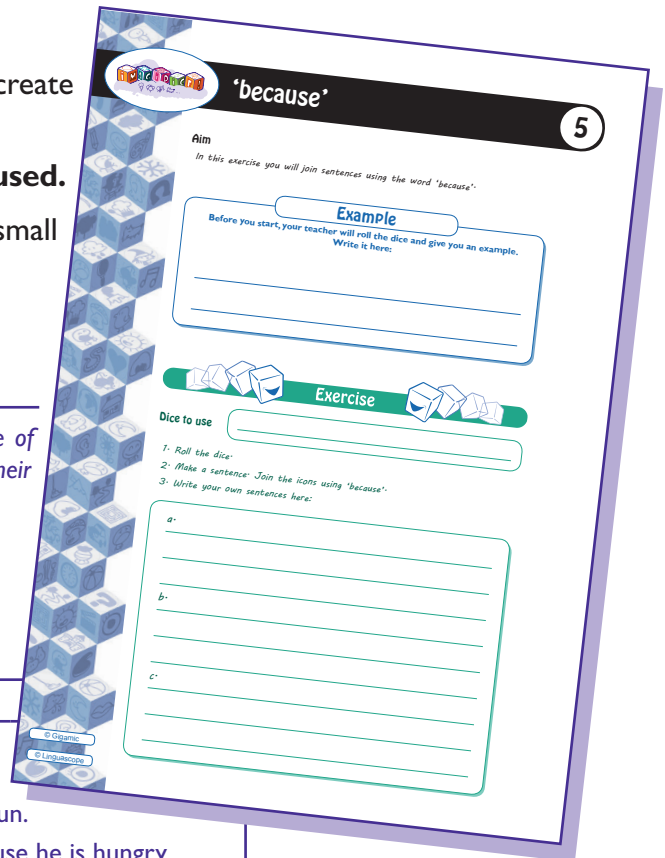 create
used.
small
e of
heir
un.
use he is hungry
'because'
5
Aim
In this exercise you will join sentences using the word 'because'.
Example
Before you start, your teacher will roll the dice and give you an example.
Write it here:
Exercise
Dice to use
1. Roll the dice.
2. Make a sentence. Join the icons using 'because'.
3. Write your own sentences here:
a.
b.
c.
© Gigamic
© Linguascope